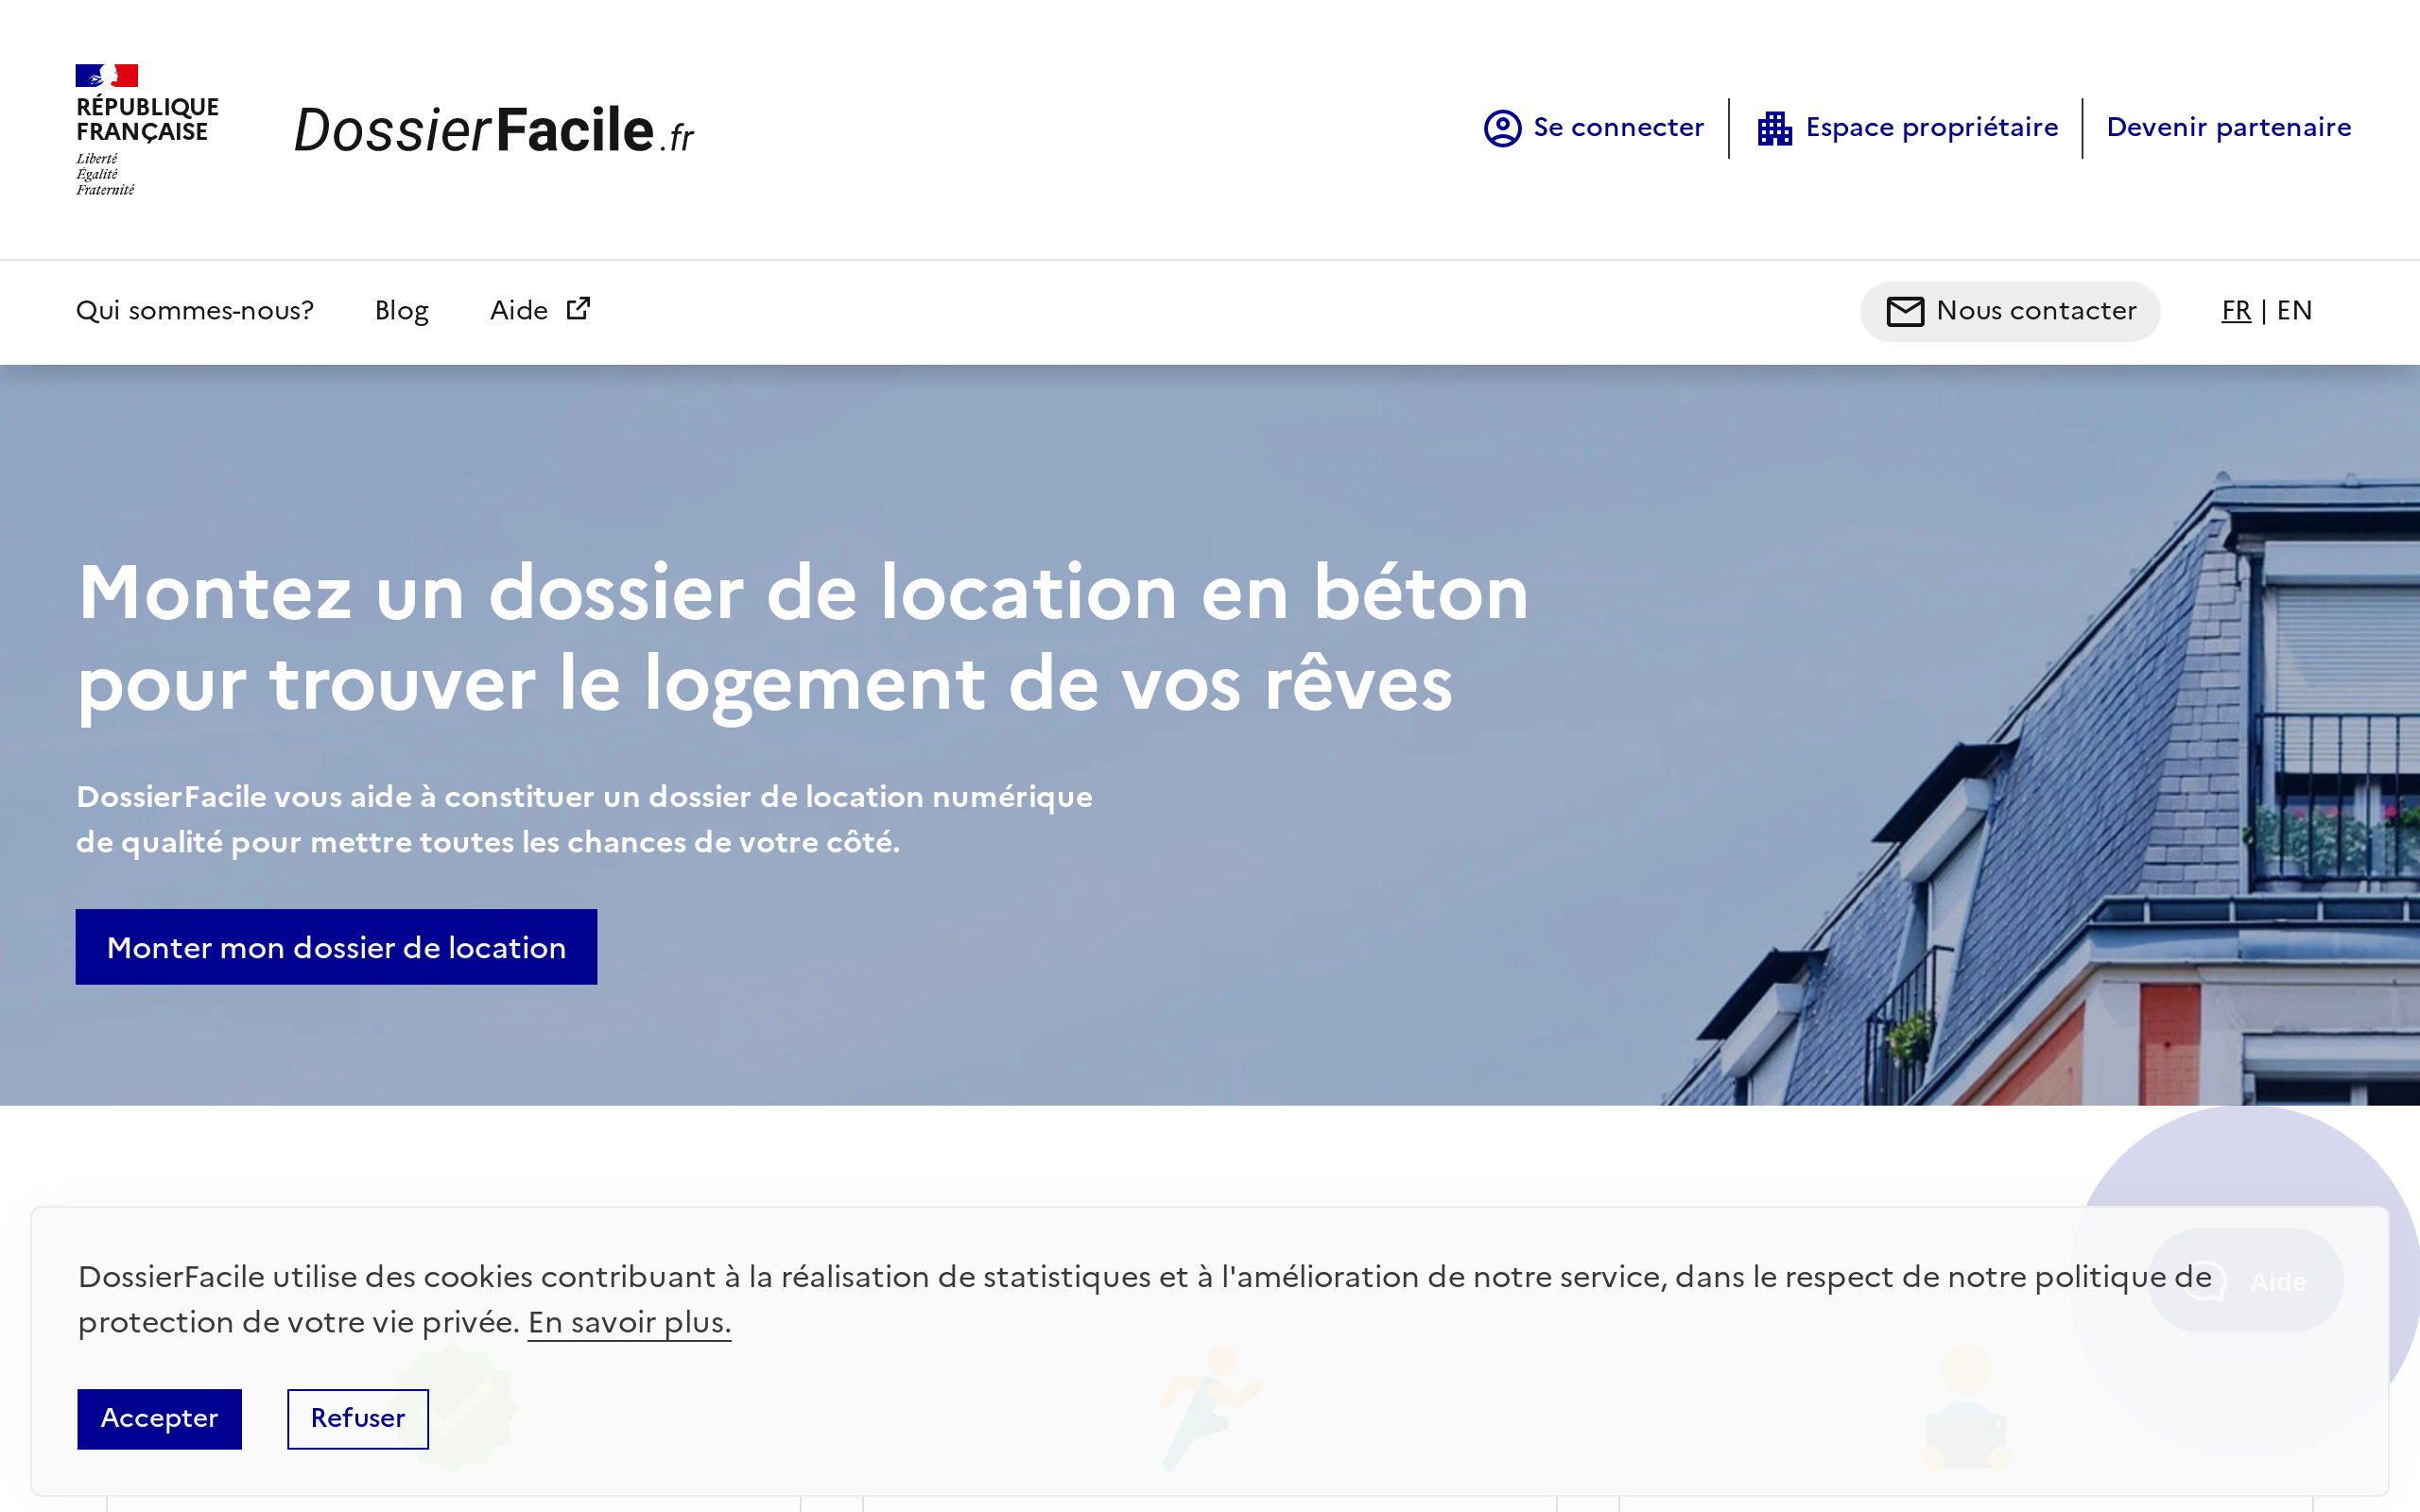 RÉPUBLIQUE
FRANÇAISE
Liberté
Égalité
Fraternité
DossierFacile.fr
Se connecter
Espace propriétaire
Devenir partenaire
Qui sommes-nous?
Blog
Aide
Nous contacter
FR | EN
Montez un dossier de location en béton
pour trouver le logement de vos rêves
DossierFacile vous aide à constituer un dossier de location numérique
de qualité pour mettre toutes les chances de votre côté.
Monter mon dossier de location
DossierFacile utilise des cookies contribuant à la réalisation de statistiques et à l'amélioration de notre service, dans le respect de notre politique de
protection de votre vie privée. En savoir plus.
Aide
Accepter
Refuser